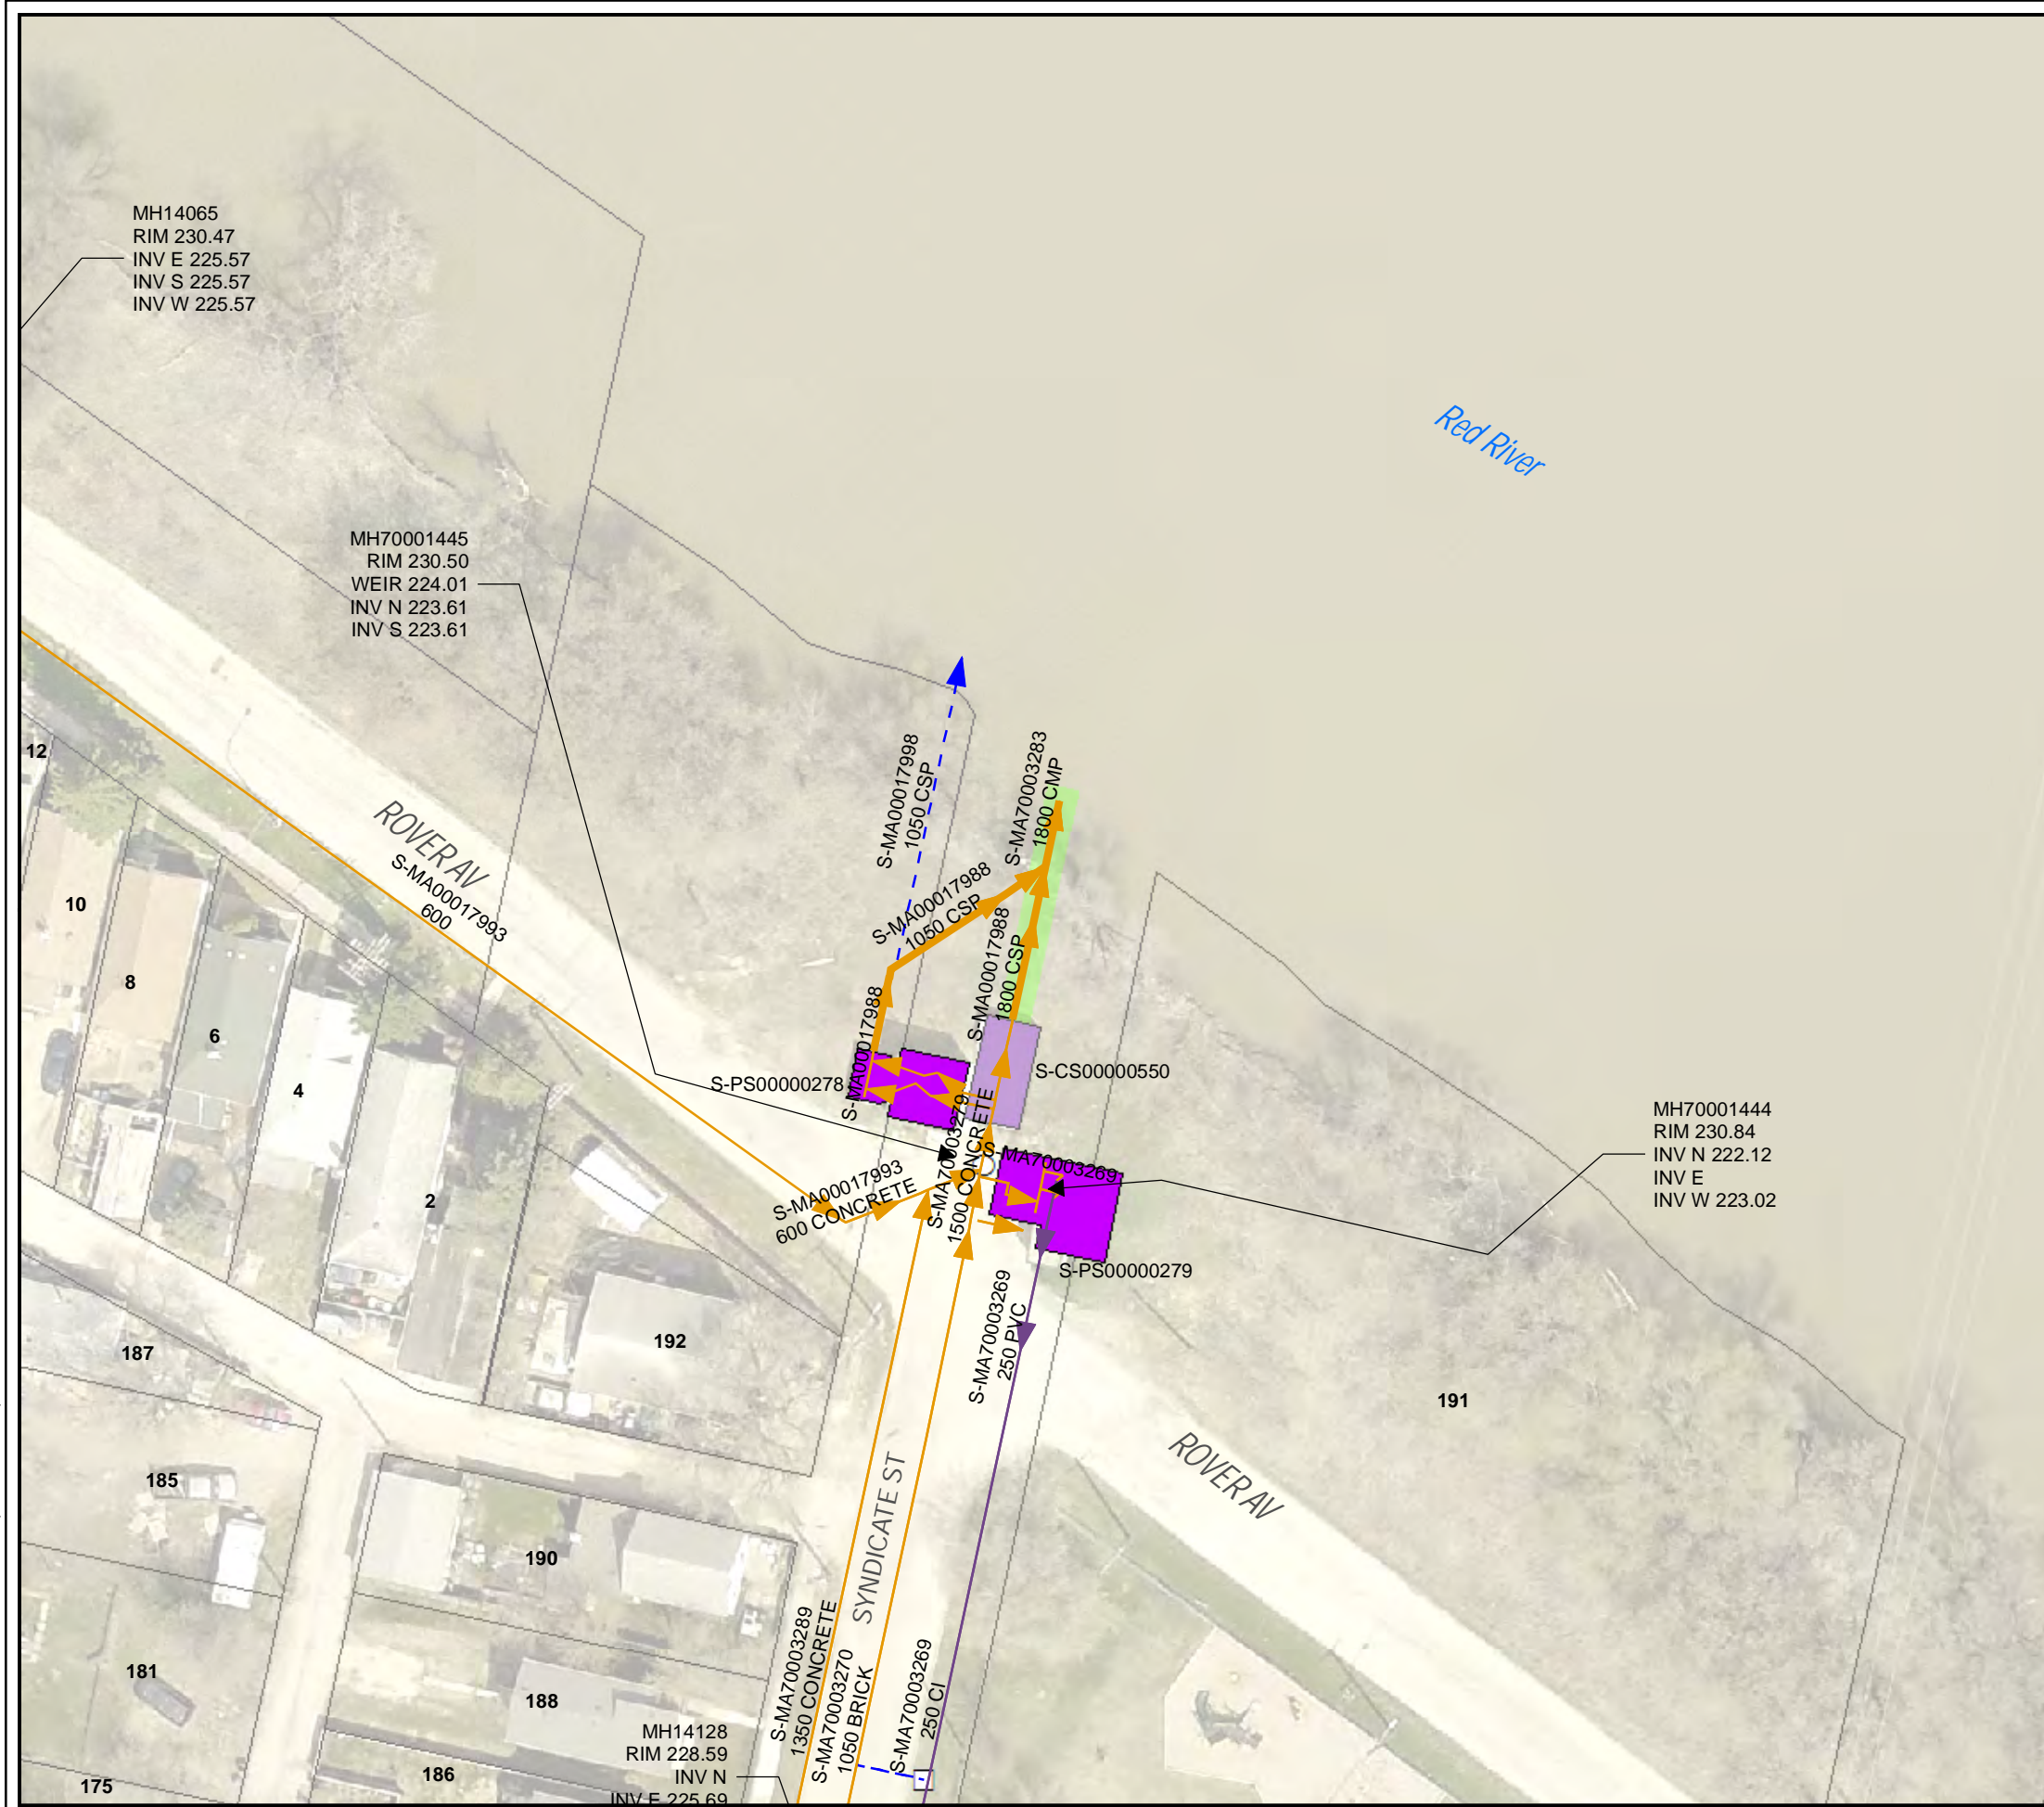 MH14065
RIM 230.47
INV E 225.57
INV S 225.57
INV W 225.57
Red River
MH70001445
RIM 230.50
WEIR 224.01
INV N 223.61
INV S 223.61
12
ROVER AV
S-MA00017993
600
S-MA00017998
1050 CSP
S-MA70003283
1800 CMP
S-MA00017988
1050 CSP
S-MA00017988
1800 CSP
10
8
6
4
2
S-MA00017988
S-PS00000278
S-CS00000550
MH70001444
RIM 230.84
INV N 222.12
INV E
INV W 223.02
S-MA70003279
1500 CONCRETE
S-MA70003269
S-MA00017993
600 CONCRETE
S-PS00000279
S-MA70003269
250 PVC
192
187
191
185
ROVER AV
SYNDICATE ST
190
181
188
S-MA70003289
1350 CONCRETE
S-MA70003270
1050 BRICK
S-MA70003269
250 CI
MH14128
RIM 228.59
INV N
INV E 225.69
186
175